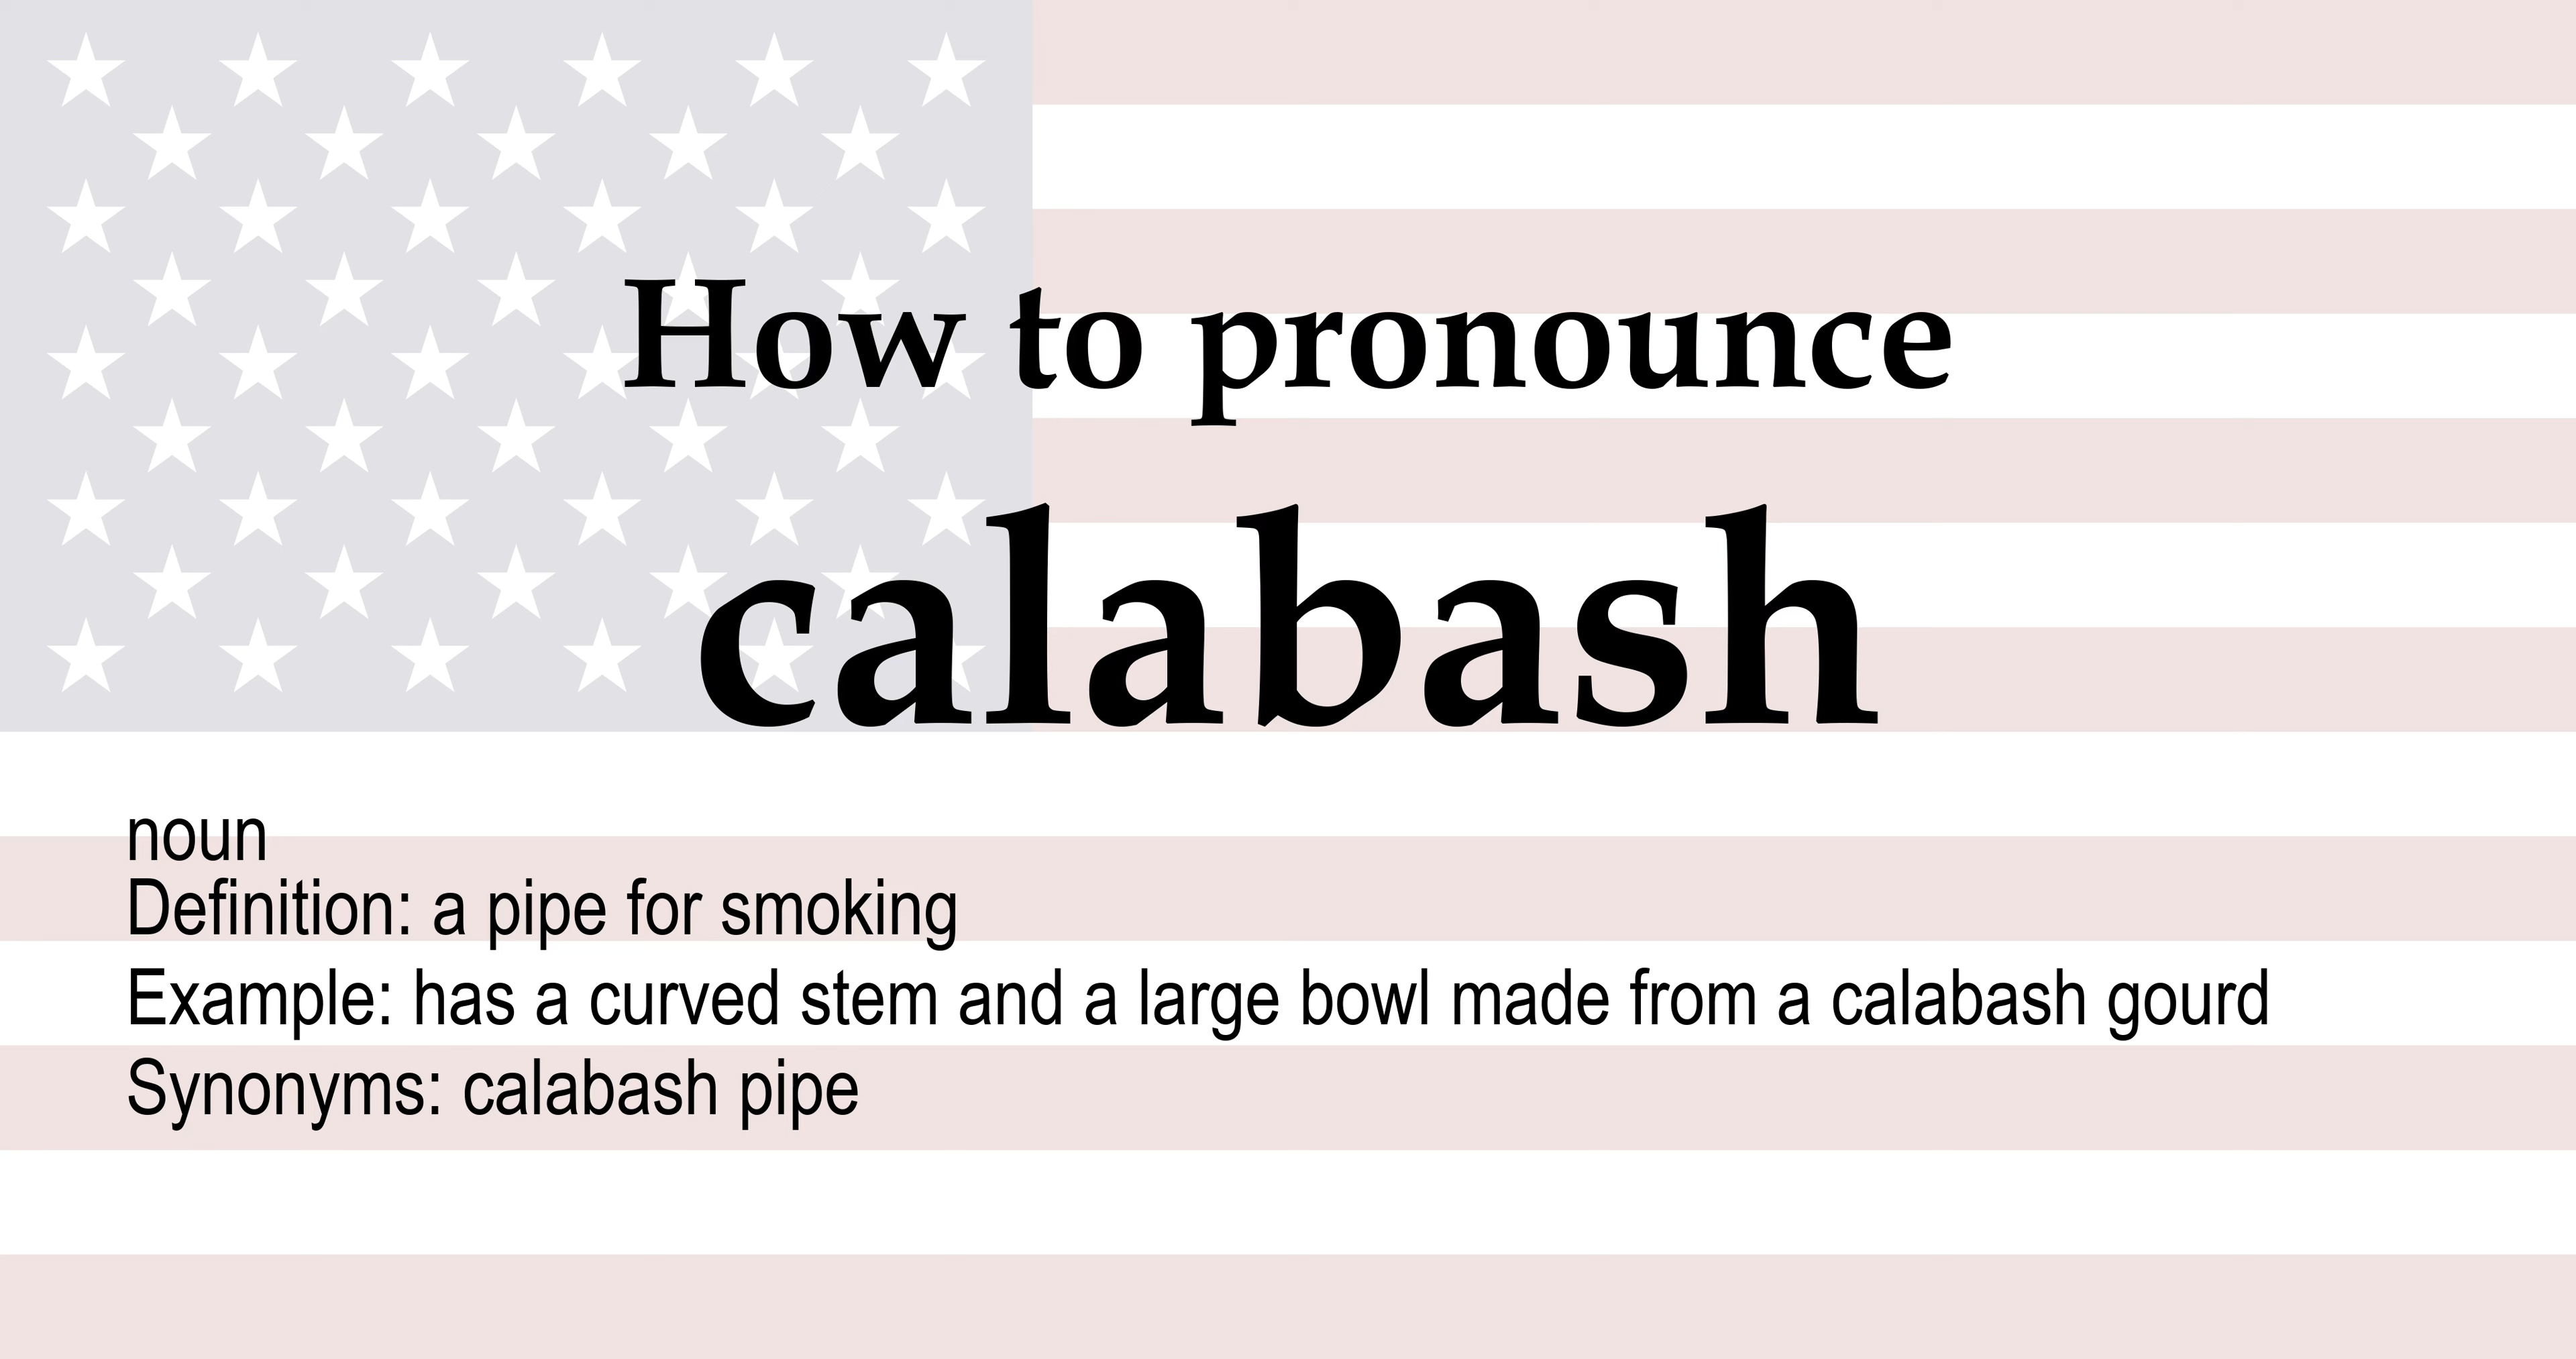 How to pronounce
calabash
noun
Definition: a pipe for smoking
Example: has a curved stem and a large bowl made from a calabash gourd
Synonyms: calabash pipe